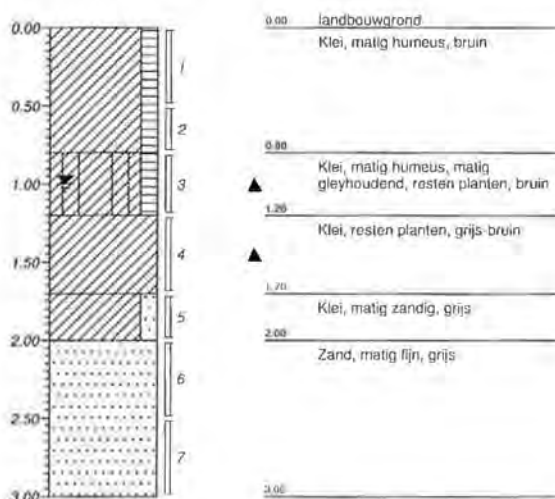 0.00
0.50
1.00
1.50
2.00
2.50
3.00
1
2
3
4
5
6
7
0.00 landbouwgrond
Klei, matig humeus, bruin
0.80
Klei, matig humeus, matig
gleyhoudend, resten planten, bruin
1.20
Klei, resten planten, grijs-bruin
1.70
Klei, matig zandig, grijs
2.00
Zand, matig fijn, grijs
3.00